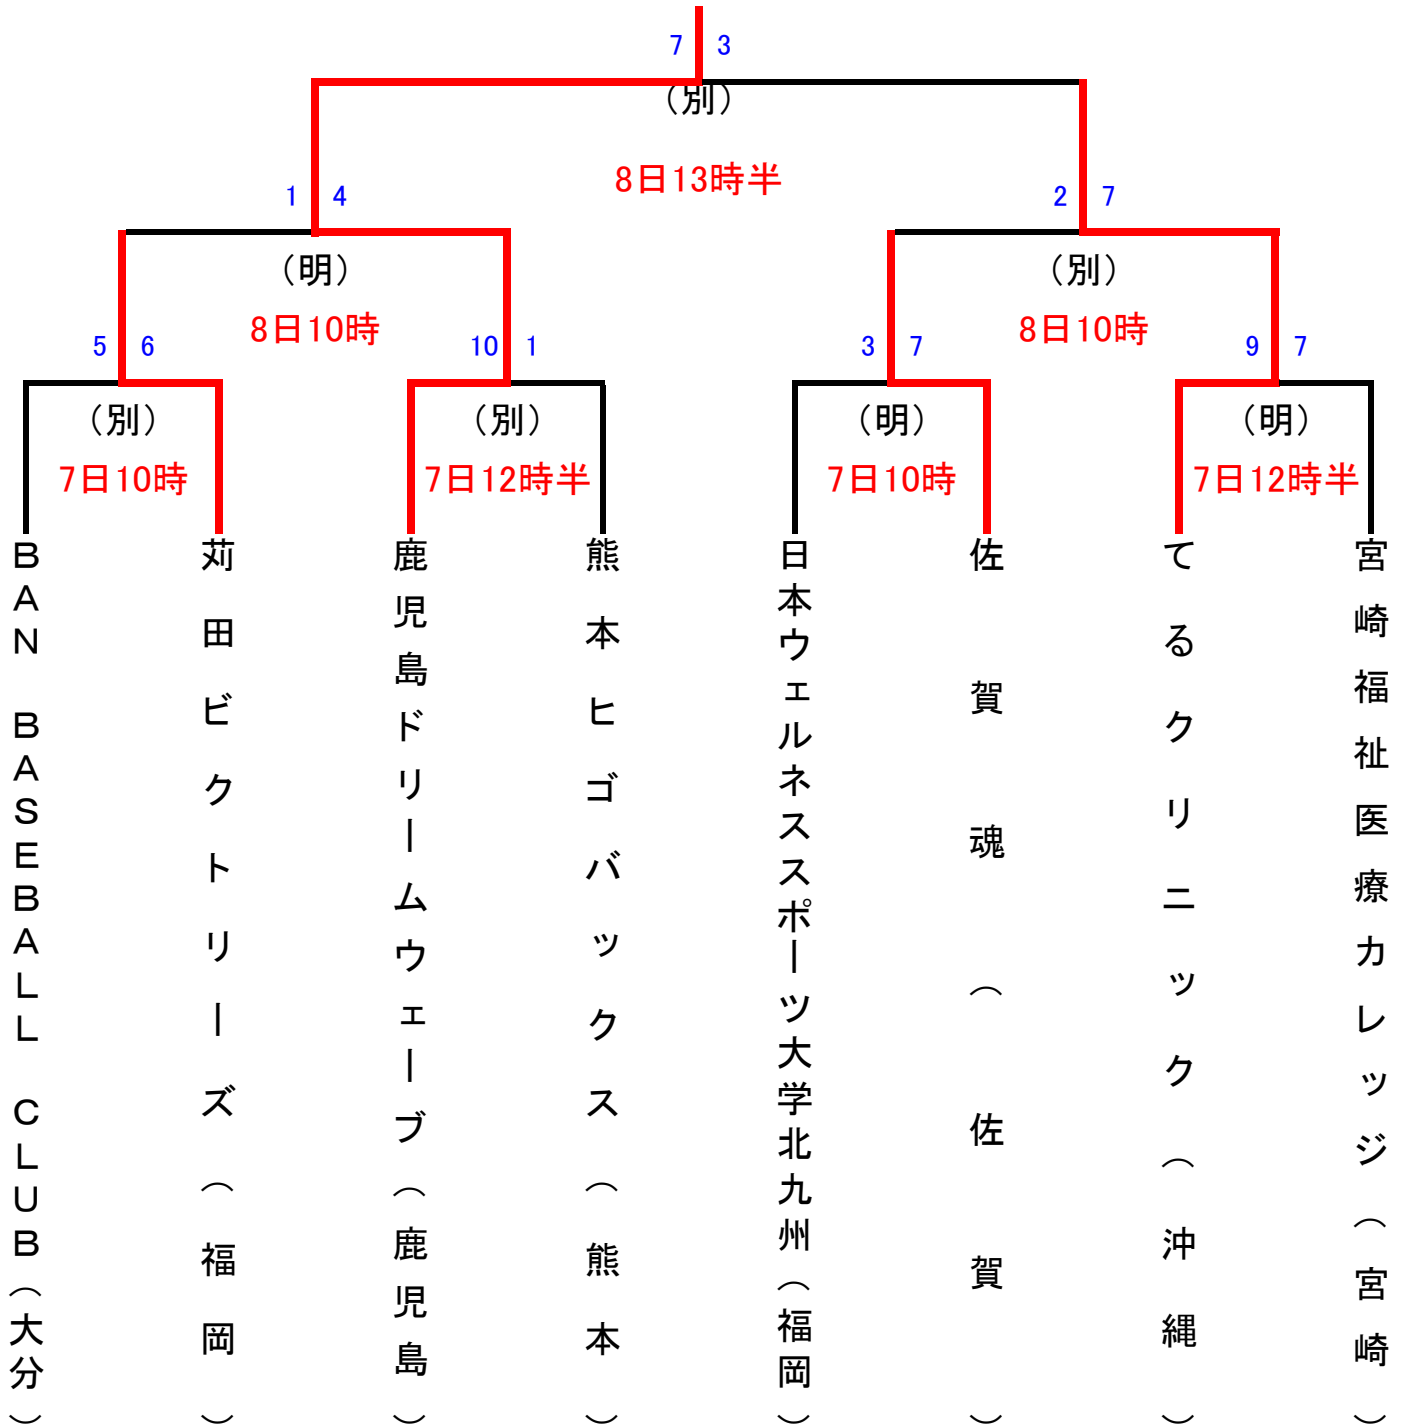 7 3
(別)
8日13時半
1 4
2 7
(明)
(別)
8日10時
8日10時
5 6
10 1
3 7
9 7
(別)
(別)
(明)
(明)
7日10時
7日12時半
7日10時
7日12時半
BAN BASEBALL CLUB(大分)
苅田ビクトリーズ(福岡)
鹿児島ドリームウェーブ(鹿児島)
熊本ヒゴバックス(熊本)
日本ウェルネススポーツ大学北九州(福岡)
佐賀魂(佐賀)
てるクリニック(沖縄)
宮崎福祉医療カレッジ(宮崎)